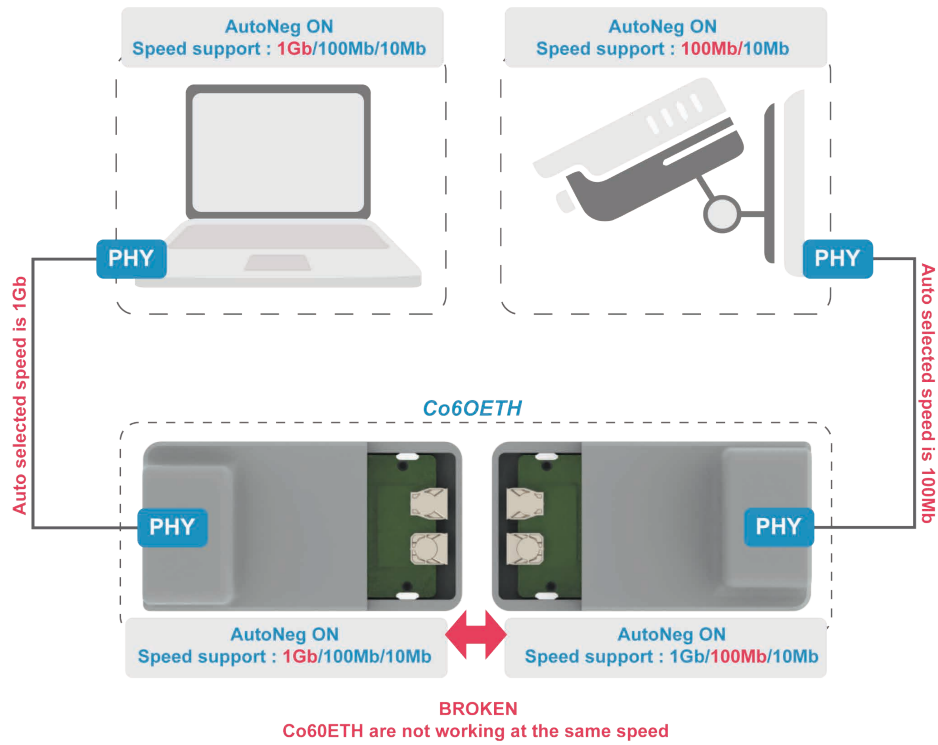 AutoNeg ON
Speed support : 1Gb/100Mb/10Mb
AutoNeg ON
Speed support : 100Mb/10Mb
PHY
PHY
Auto selected speed is 1Gb
Auto selected speed is 100Mb
Co6OETH
PHY
PHY
AutoNeg ON
Speed support : 1Gb/100Mb/10Mb
AutoNeg ON
Speed support : 1Gb/100Mb/10Mb
BROKEN
Co60ETH are not working at the same speed